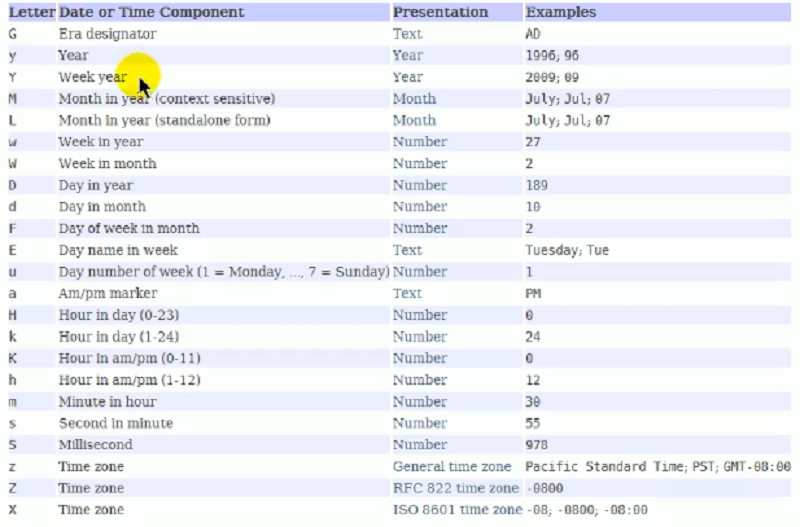 Letter Date or Time Component Presentation Examples
G Era designator Text AD
y Year Year 1996; 96
Y Week year Year 2009; 09
M Month in year (context sensitive) Month July; Jul; 07
L Month in year (standalone form) Month July; Jul; 07
w Week in year Number 27
W Week in month Number 2
D Day in year Number 189
d Day in month Number 10
F Day of week in month Number 2
E Day name in week Text Tuesday; Tue
u Day number of week (1 = Monday, ..., 7 = Sunday) Number 1
a Am/pm marker Text PM
H Hour in day (0-23) Number 0
k Hour in day (1-24) Number 24
K Hour in am/pm (0-11) Number 0
h Hour in am/pm (1-12) Number 12
m Minute in hour Number 30
s Second in minute Number 55
S Millisecond Number 978
z Time zone General time zone Pacific Standard Time; PST; GMT-08:00
Z Time zone RFC 822 time zone -0800
X Time zone ISO 8601 time zone -08; -0800; -08:00